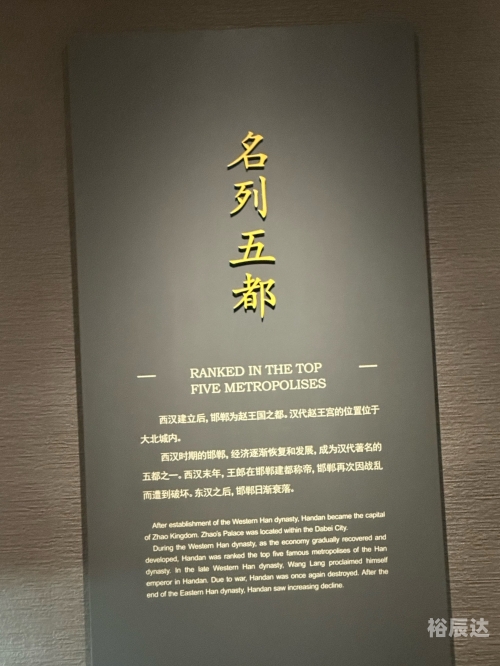 名列五都
RANKED IN THE TOP
FIVE METROPOLISES
西汉建立后，邯郸为赵王国之都。汉代赵王宫的位置位于
大北城内。
西汉时期的邯郸，经济逐渐恢复和发展，成为汉代著名的
五都之一。西汉末年，王郎在邯郸建都称帝，邯郸再次因战乱
而遭到破坏。东汉之后，邯郸日渐衰落。
After establishment of the Western Han dynasty, Handan became the capital
of Zhao Kingdom. Zhao's Palace was located within the Dabei City.
During the Western Han dynasty, as the economy gradually recovered and
developed, Handan was ranked the top five famous metropolises of the Han
dynasty. In the late Western Han dynasty, Wang Lang proclaimed himself
emperor in Handan. Due to war, Handan was once again destroyed. After the
end of the Eastern Han dynasty, Handan saw increasing decline.
裕辰达